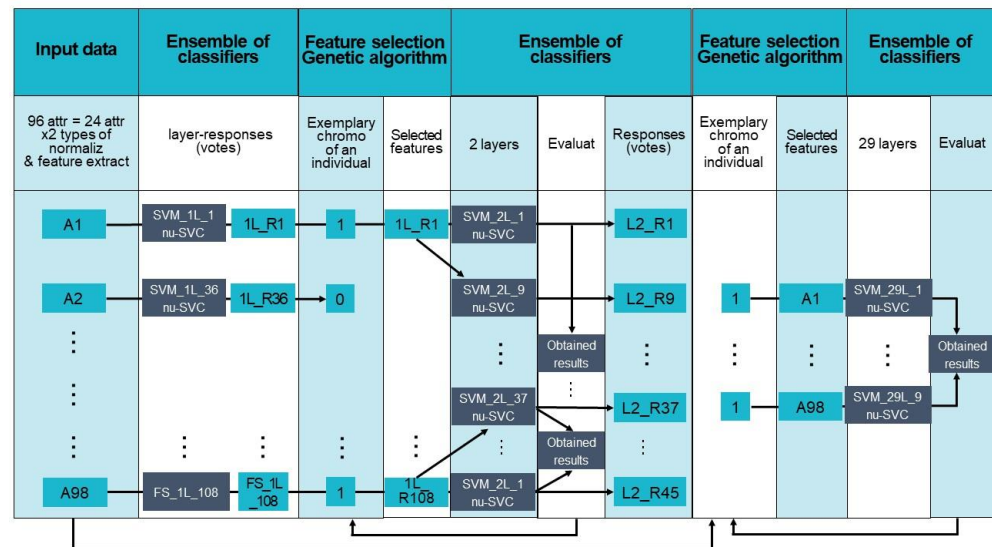 Input data
Ensemble of
classifiers
Feature selection
Genetic algorithm
Ensemble of
classifiers
Feature selection
Genetic algorithm
Ensemble of
classifiers
96 attr = 24 attr
x2 types of
normaliz
& feature extract
layer-responses
(votes)
Exemplary
chromo
of an
individual
Selected
features
2 layers
Evaluat
Responses
(votes)
Exemplary
chromo
of an
individual
Selected
features
29 layers
Evaluat
A1
SVM_1L_1
nu-SVC
1L_R1
1
1L_R1
SVM_2L_1
nu-SVC
L2_R1
A2
SVM_1L_36
nu-SVC
1L_R36
0
SVM_2L_9
nu-SVC
L2_R9
1
A1
SVM_29L_1
nu-SVC
Obtained
results
Obtained
results
SVM_2L_37
nu-SVC
L2_R37
1
A98
SVM_29L_9
nu-SVC
Obtained
results
A98
FS_1L_108
FS_1L
_108
1
1L_
R108
SVM_2L_1
nu-SVC
L2_R45